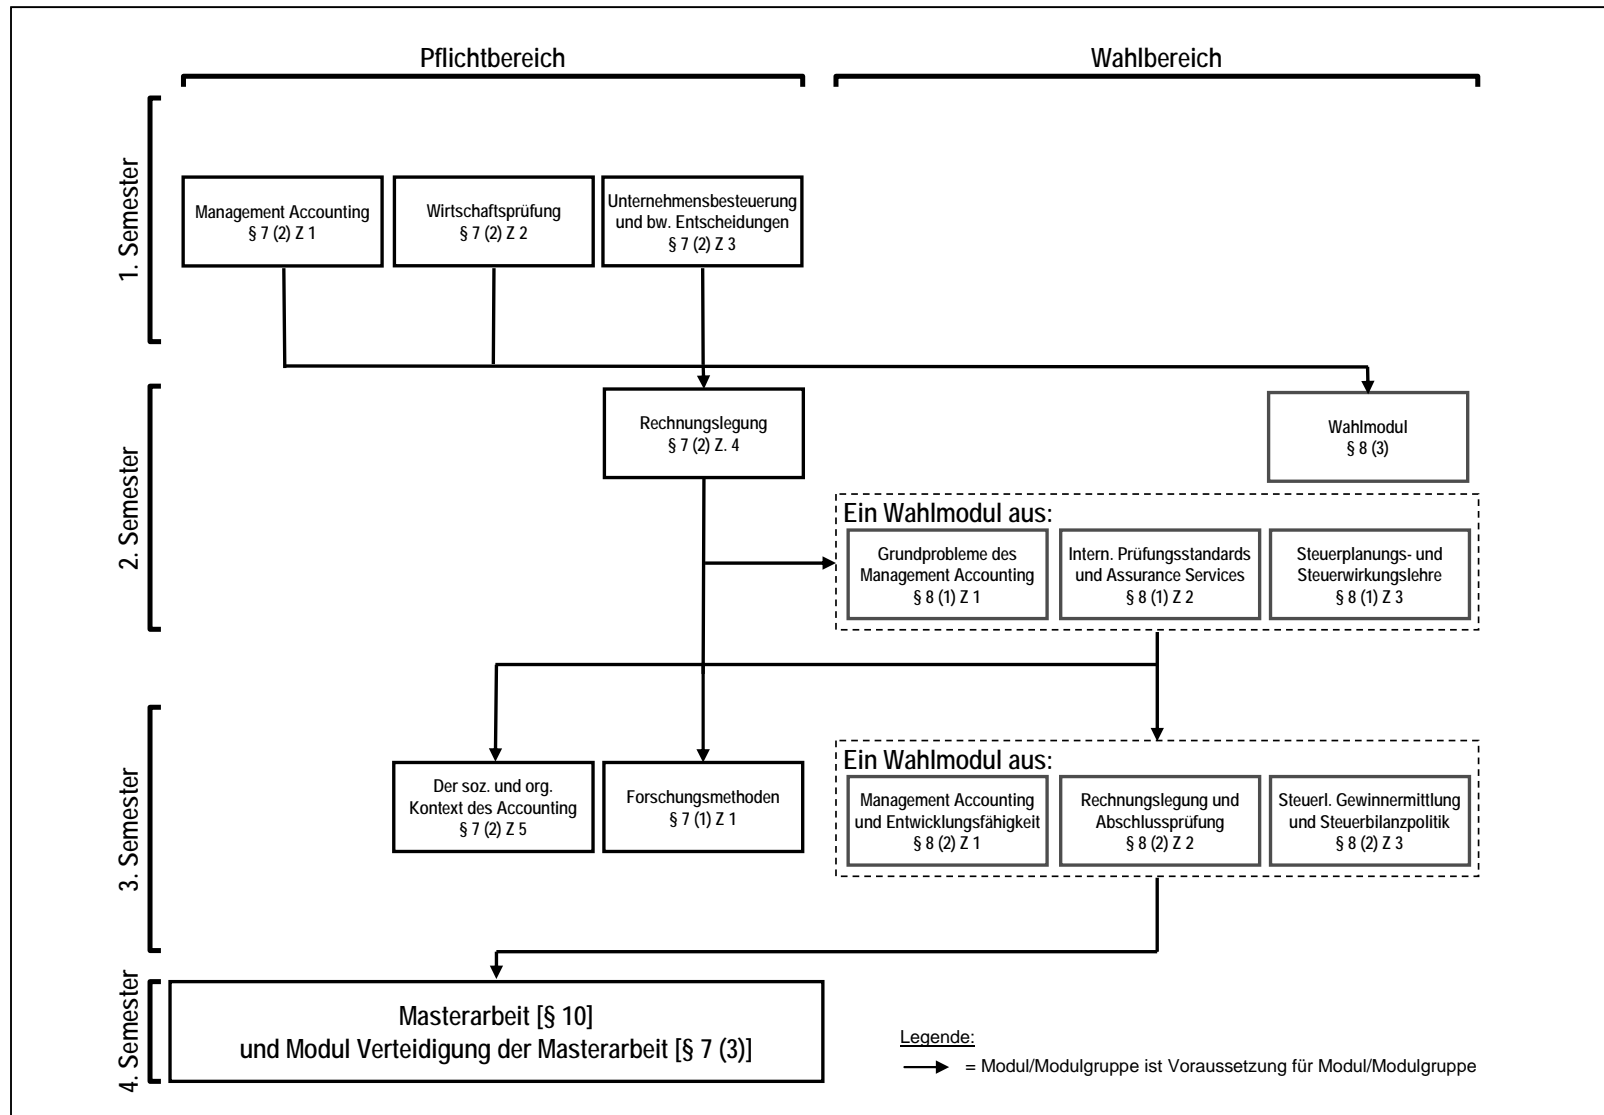 Pflichtbereich
Wahlbereich
1. Semester
Management Accounting
§ 7 (2) Z 1
Wirtschaftsprüfung
§ 7 (2) Z 2
Unternehmensbesteuerung
und bw. Entscheidungen
§ 7 (2) Z 3
2. Semester
Rechnungslegung
§ 7 (2) Z. 4
Wahlmodul
§ 8 (3)
Ein Wahlmodul aus:
Grundprobleme des
Management Accounting
§ 8 (1) Z 1
Intern. Prüfungsstandards
und Assurance Services
§ 8 (1) Z 2
Steuerplanungs- und
Steuerwirkungslehre
§ 8 (1) Z 3
3. Semester
Der soz. und org.
Kontext des Accounting
§ 7 (2) Z 5
Forschungsmethoden
§ 7 (1) Z 1
Ein Wahlmodul aus:
Management Accounting
und Entwicklungsfähigkeit
§ 8 (2) Z 1
Rechnungslegung und
Abschlussprüfung
§ 8 (2) Z 2
Steuerl. Gewinnermittlung
und Steuerbilanzpolitik
§ 8 (2) Z 3
4. Semester
Masterarbeit [§ 10]
und Modul Verteidigung der Masterarbeit [§ 7 (3)]
Legende:
= Modul/Modulgruppe ist Voraussetzung für Modul/Modulgruppe